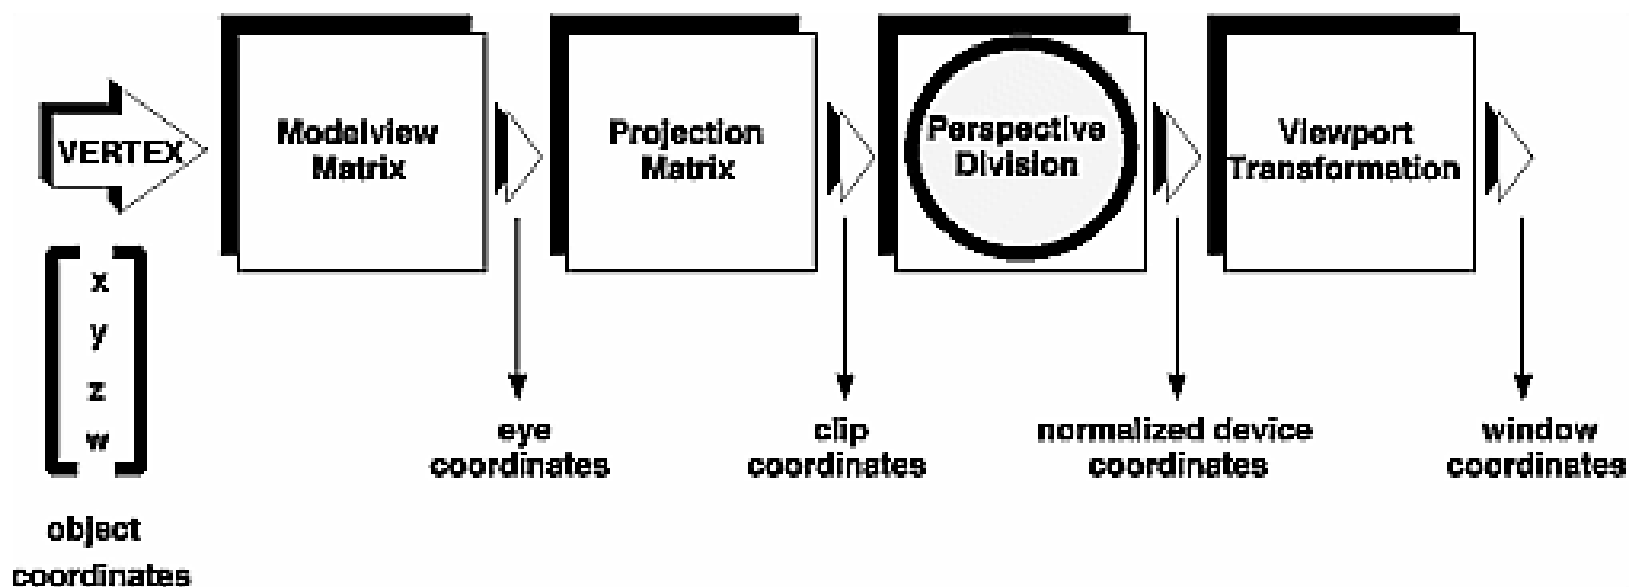 VERTEX
Modelview
Matrix
Projection
Matrix
Perspective
Division
Viewport
Transformation
x
y
z
w
object
coordinates
eye
coordinates
clip
coordinates
normalized device
coordinates
window
coordinates